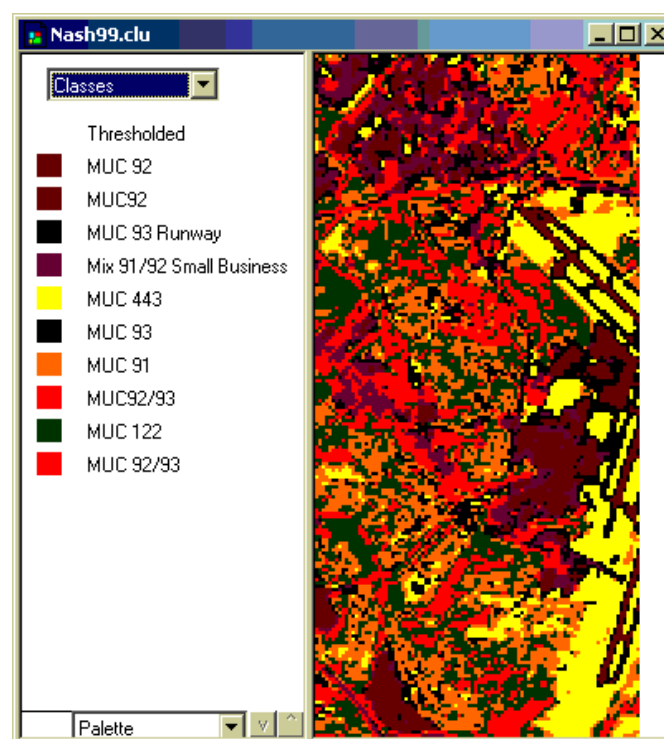 Nash99.clu
Classes
Thresholded
MUC 92
MUC92
MUC 93 Runway
Mix 91/92 Small Business
MUC 443
MUC 93
MUC 91
MUC92/93
MUC 122
MUC 92/93
Palette